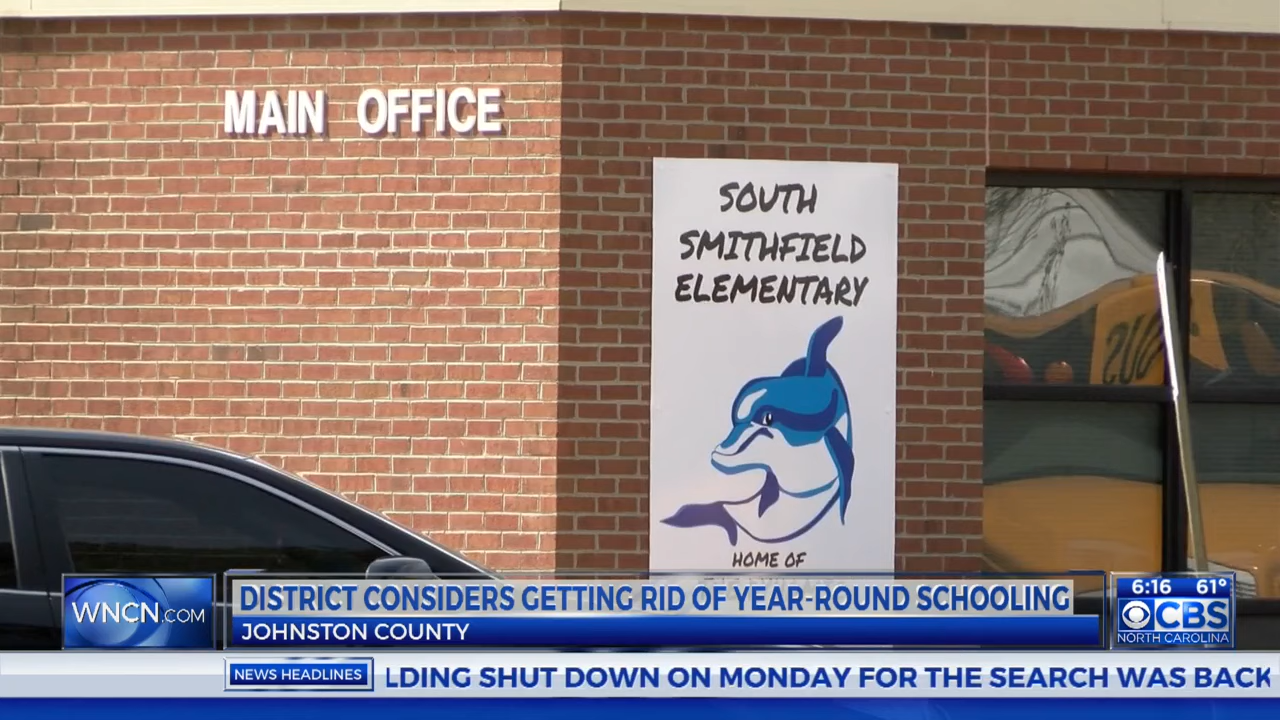 MAIN OFFICE
SOUTH
SMITHFIELD
ELEMENTARY
HOME OF
WNCN.COM
DISTRICT CONSIDERS GETTING RID OF YEAR-ROUND SCHOOLING
JOHNSTON COUNTY
6:16 61°
CBS
NORTH CAROLINA
NEWS HEADLINES
LDING SHUT DOWN ON MONDAY FOR THE SEARCH WAS BACK